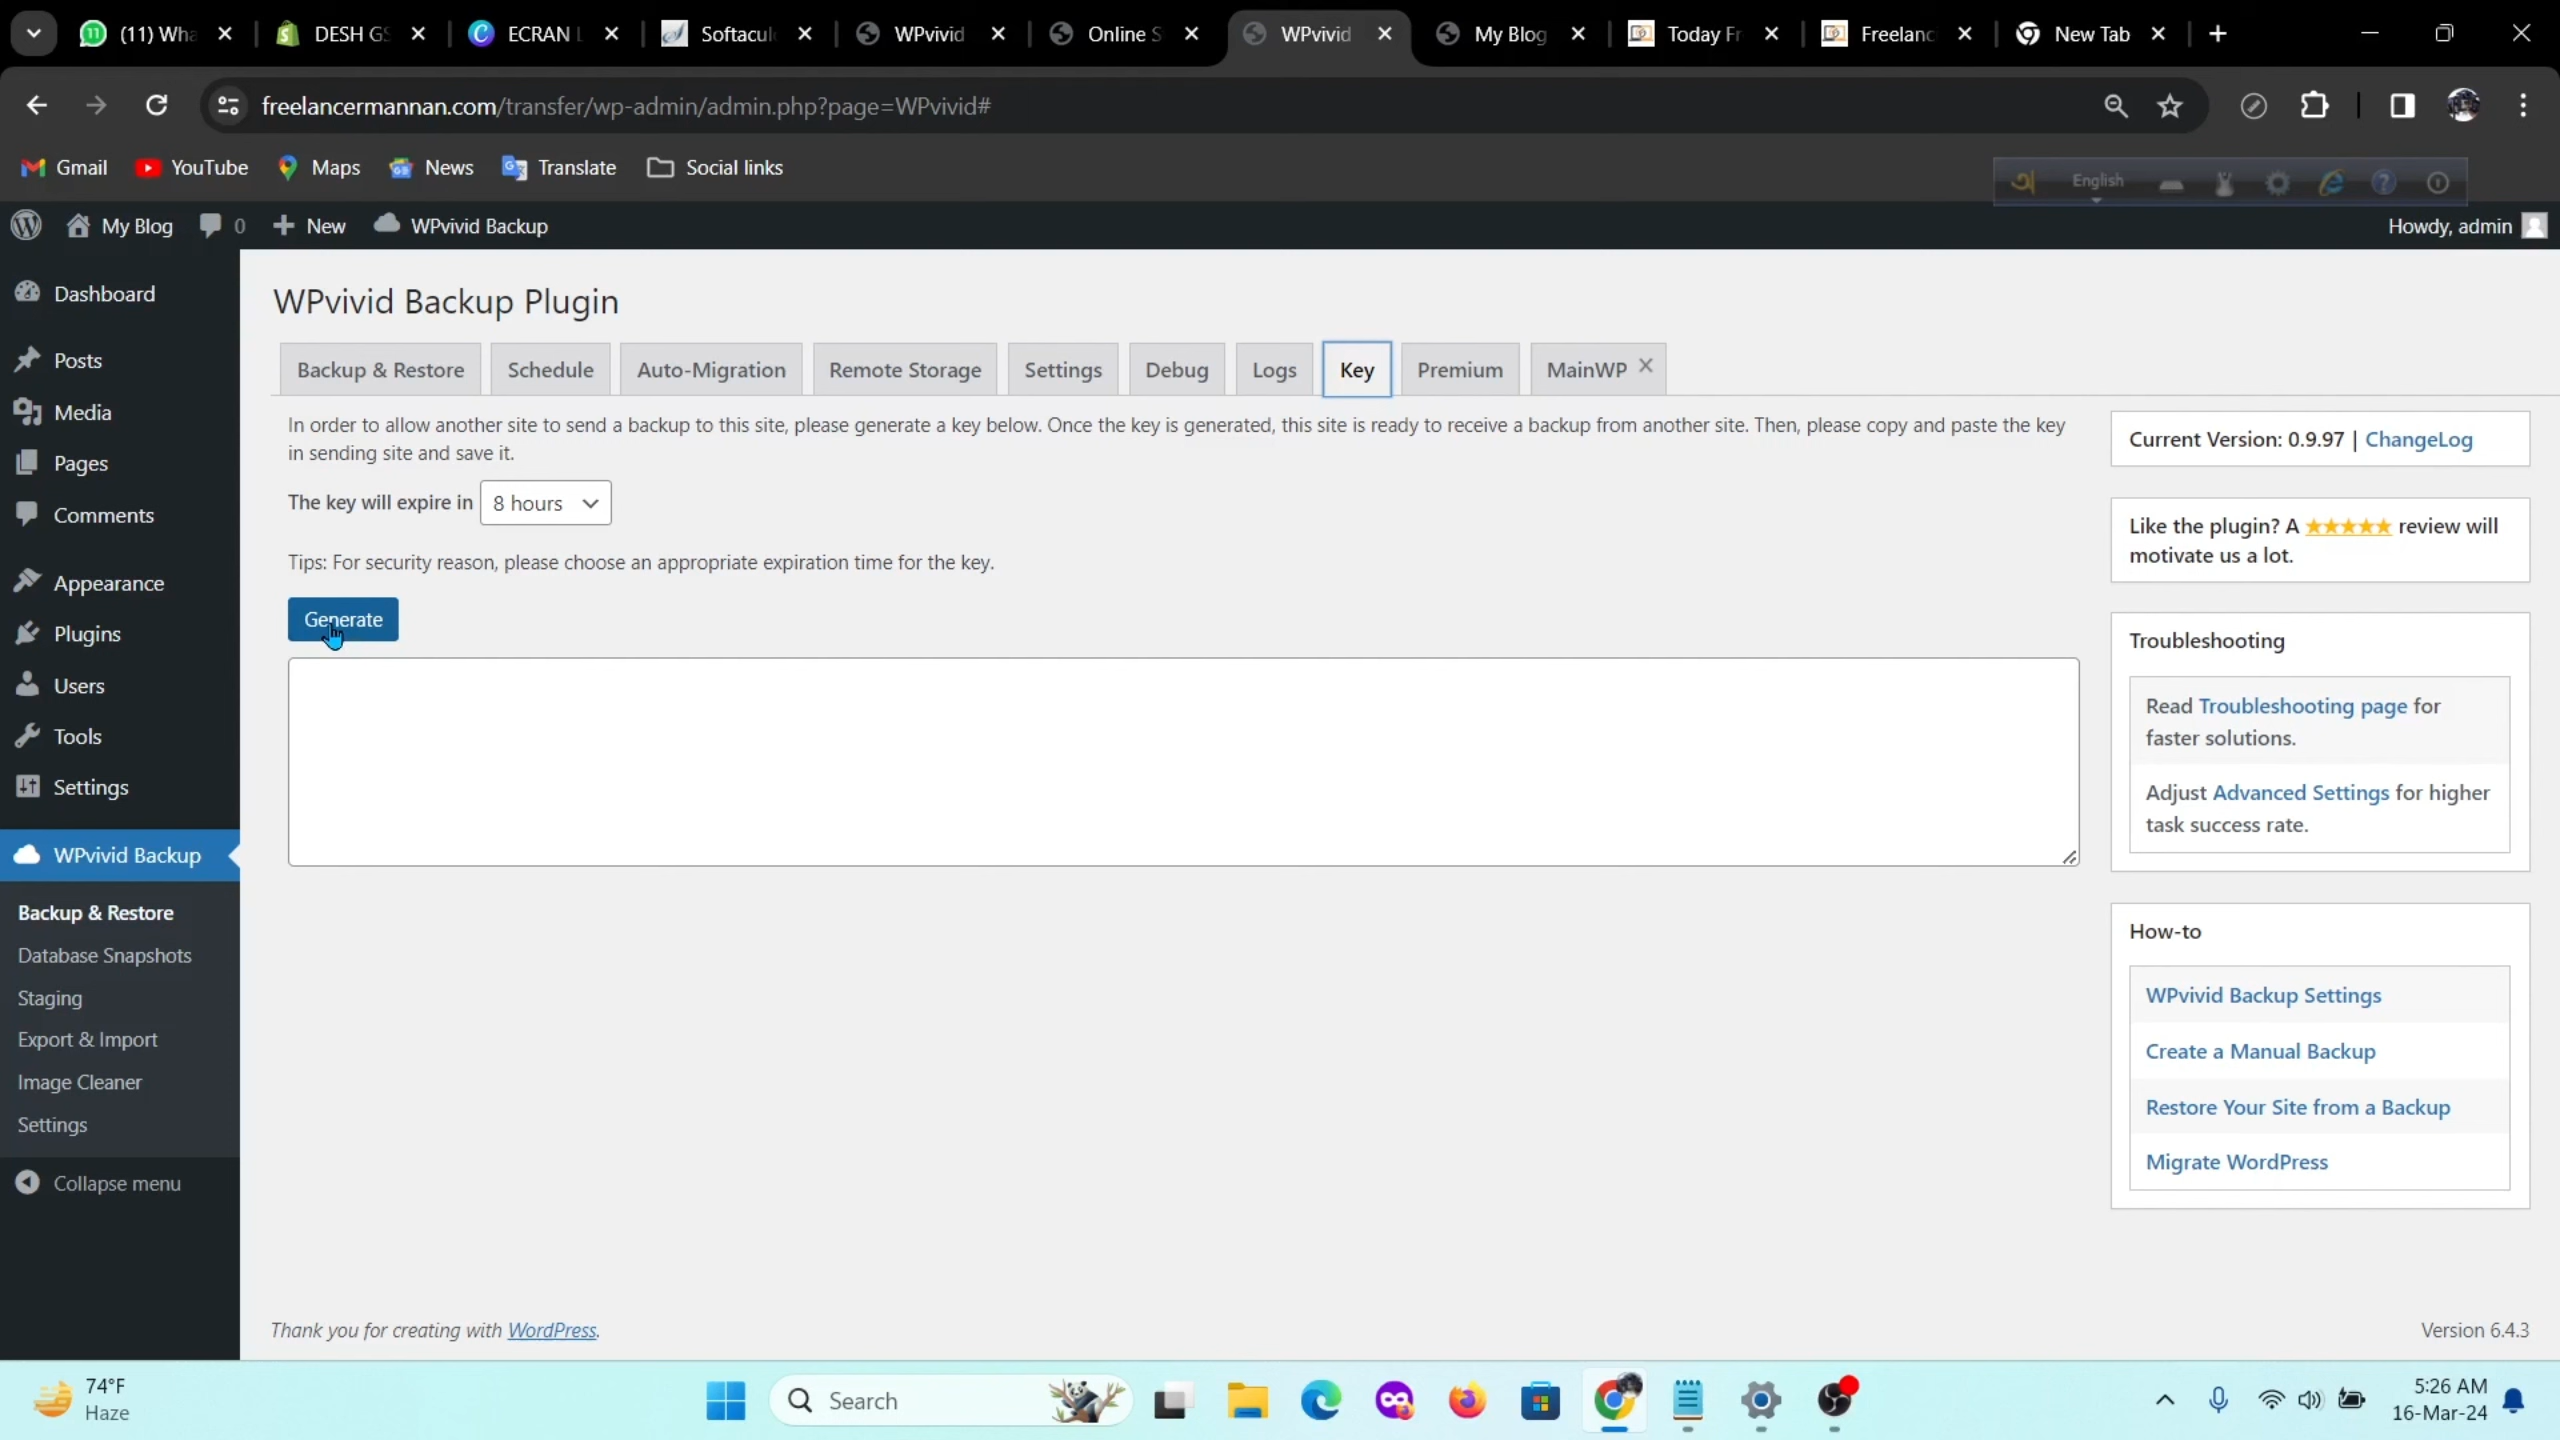 (11) Wha
DESH GS
ECRAN L
Softacul
WPvivid
Online S
WPvivid
My Blog
Today Fr
Freelanc
New Tab
freelancermannan.com/transfer/wp-admin/admin.php?page=WPvivid#
Gmail
YouTube
Maps
News
Translate
Social links
English
My Blog
0
New
WPvivid Backup
Howdy, admin
Dashboard
Posts
Media
Pages
Comments
Appearance
Plugins
Users
Tools
Settings
WPvivid Backup
Backup & Restore
Database Snapshots
Staging
Export & Import
Image Cleaner
Settings
Collapse menu
WPvivid Backup Plugin
Backup & Restore
Schedule
Auto-Migration
Remote Storage
Settings
Debug
Logs
Key
Premium
MainWP
In order to allow another site to send a backup to this site, please generate a key below. Once the key is generated, this site is ready to receive a backup from another site. Then, please copy and paste the key
in sending site and save it.
The key will expire in 8 hours
Tips: For security reason, please choose an appropriate expiration time for the key.
Generate
Current Version: 0.9.97 | ChangeLog
Like the plugin? A ★★★★★ review will
motivate us a lot.
Troubleshooting
Read Troubleshooting page for
faster solutions.
Adjust Advanced Settings for higher
task success rate.
How-to
WPvivid Backup Settings
Create a Manual Backup
Restore Your Site from a Backup
Migrate WordPress
Thank you for creating with WordPress.
Version 6.4.3
74°F
Haze
Search
5:26 AM
16-Mar-24